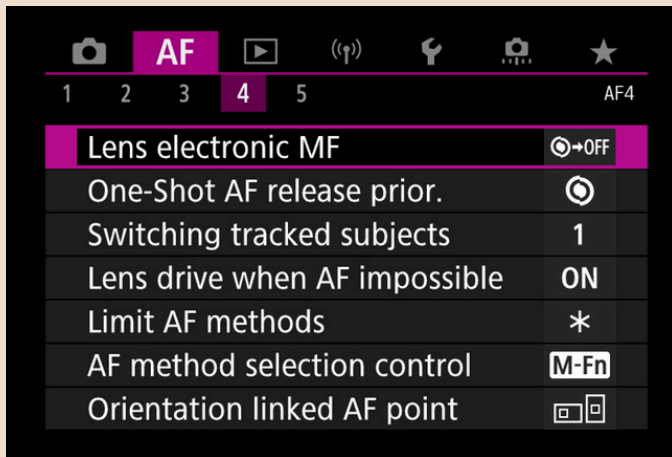 AF
1 2 3 4 5 AF4
Lens electronic MF →OFF
One-Shot AF release prior.
Switching tracked subjects 1
Lens drive when AF impossible ON
Limit AF methods *
AF method selection control M-Fn
Orientation linked AF point